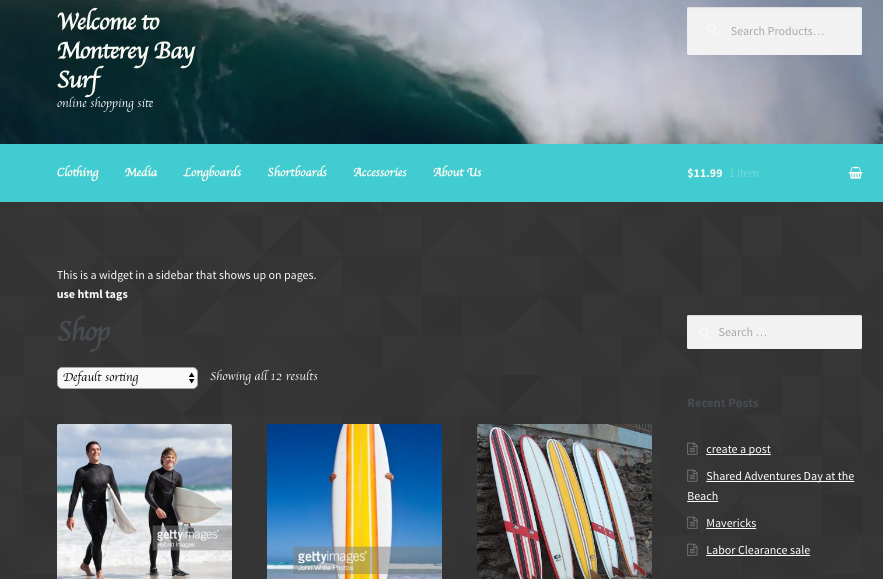 Welcome to
Monterey Bay
Surf
online shopping site
Search Products...
Clothing Media Longboards Shortboards Accessories About Us
$11.99 1 item
This is a widget in a sidebar that shows up on pages.
use html tags
Shop
Default sorting
Showing all 12 results
gettyimages®
gettyimages®
John White Photos
Search ...
Recent Posts
create a post
Shared Adventures Day at the
Beach
Mavericks
Labor Clearance sale